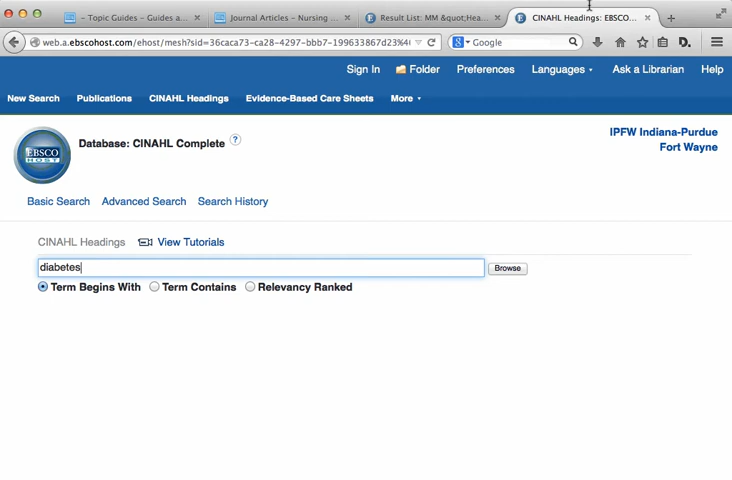 – Topic Guides – Guides a...
Journal Articles – Nursing ...
Result List: MM &quot;Hea...
CINAHL Headings: EBSCO...
web.a.ebscohost.com/ehost/mesh?sid=36caca73-ca28-4297-bbb7-199633867d23%4
Google
D.
Sign In Folder Preferences Languages Ask a Librarian Help
New Search Publications CINAHL Headings Evidence-Based Care Sheets More
IPFW Indiana-Purdue
Fort Wayne
EBSCO
HOST
Database: CINAHL Complete ?
Basic Search Advanced Search Search History
CINAHL Headings View Tutorials
diabetes
Browse
Term Begins With Term Contains Relevancy Ranked